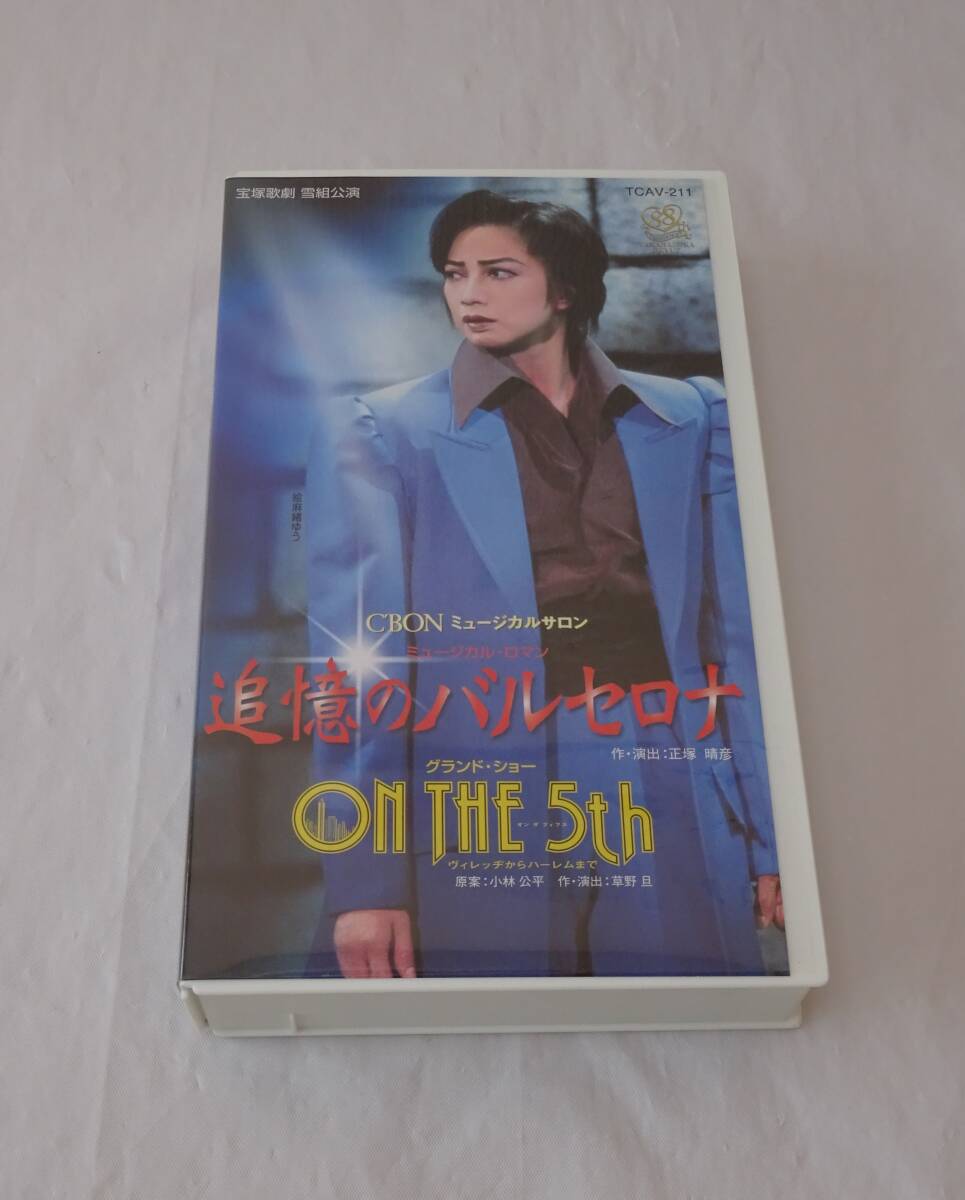 宝塚歌劇 雪組公演
TCAV-211
88
絵麻緒ゆう
C'BON ミュージカルサロン
ミュージカル・ロマン
追憶のバルセロナ
作・演出：正塚 晴彦
グランド・ショー
ON THE 5th
オン ザ フィフス
ヴィレッヂからハーレムまで
原案：小林 公平 作・演出：草野 旦